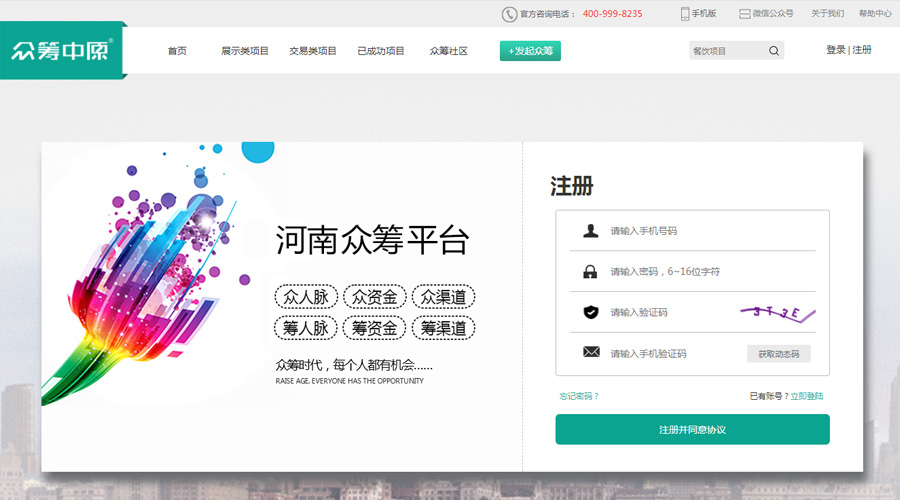 官方咨询电话： 400-999-8235 手机版 微信公众号 关于我们 帮助中心
众筹中原®
首页 展示类项目 交易类项目 已成功项目 众筹社区 +发起众筹 餐饮项目 登录 | 注册
注册
请输入手机号码
请输入密码，6~16位字符
请输入验证码 3T3E
请输入手机验证码 获取动态码
忘记密码？ 已有账号？立即登陆
注册并同意协议
河南众筹平台
众人脉 众资金 众渠道
筹人脉 筹资金 筹渠道
众筹时代，每个人都有机会……
RAISE AGE. EVERYONE HAS THE OPPORTUNITY